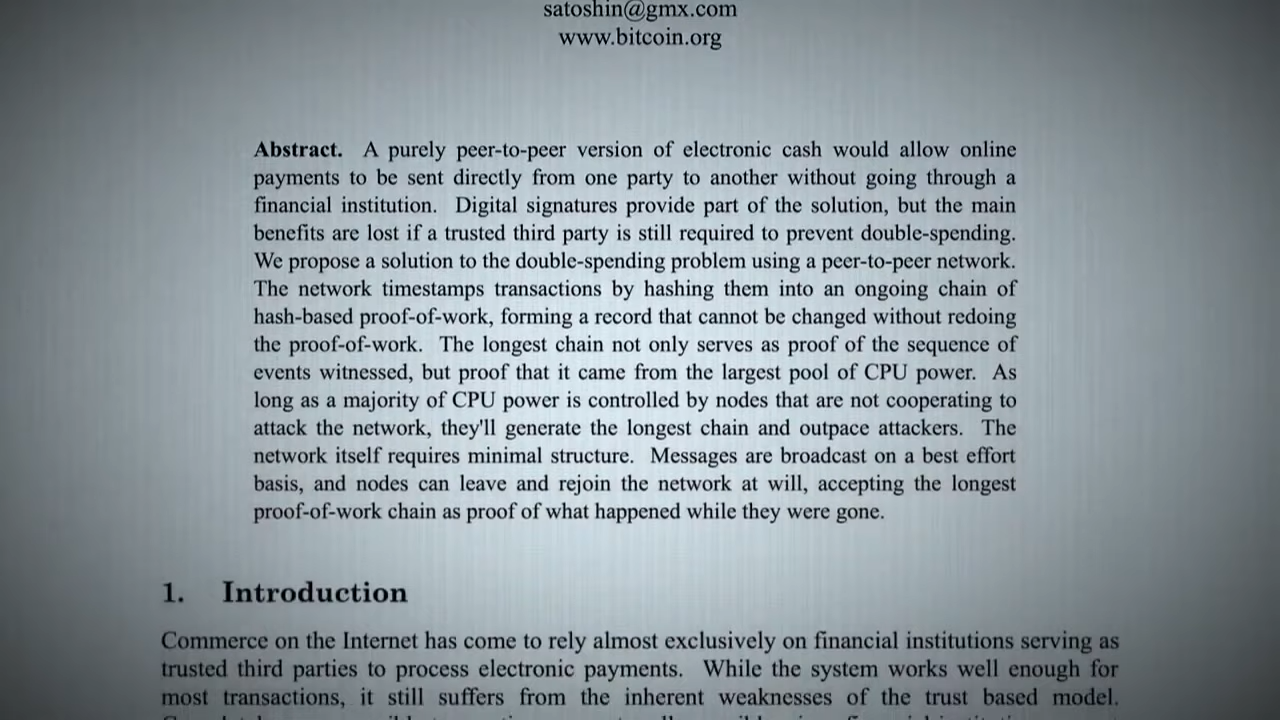 satoshin@gmx.com
www.bitcoin.org
Abstract. A purely peer-to-peer version of electronic cash would allow online
payments to be sent directly from one party to another without going through a
financial institution. Digital signatures provide part of the solution, but the main
benefits are lost if a trusted third party is still required to prevent double-spending.
We propose a solution to the double-spending problem using a peer-to-peer network.
The network timestamps transactions by hashing them into an ongoing chain of
hash-based proof-of-work, forming a record that cannot be changed without redoing
the proof-of-work. The longest chain not only serves as proof of the sequence of
events witnessed, but proof that it came from the largest pool of CPU power. As
long as a majority of CPU power is controlled by nodes that are not cooperating to
attack the network, they'll generate the longest chain and outpace attackers. The
network itself requires minimal structure. Messages are broadcast on a best effort
basis, and nodes can leave and rejoin the network at will, accepting the longest
proof-of-work chain as proof of what happened while they were gone.
1. Introduction
Commerce on the Internet has come to rely almost exclusively on financial institutions serving as
trusted third parties to process electronic payments. While the system works well enough for
most transactions, it still suffers from the inherent weaknesses of the trust based model.